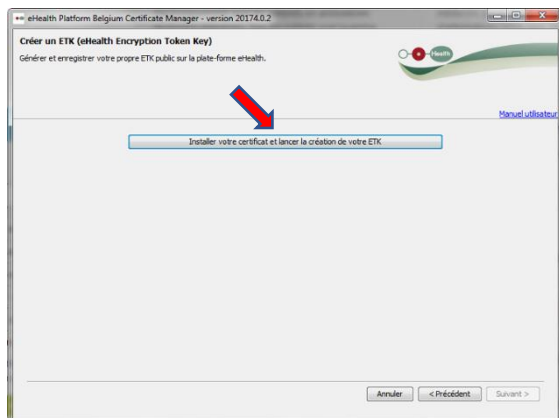 eHealth Platform Belgium Certificate Manager - version 20174.0.2
Créer un ETK (eHealth Encryption Token Key)
Générer et enregistrer votre propre ETK public sur la plate-forme eHealth.
Health
Manuel utilisateur
Installer votre certificat et lancer la création de votre ETK
Annuler
< Précédent
Suivant >